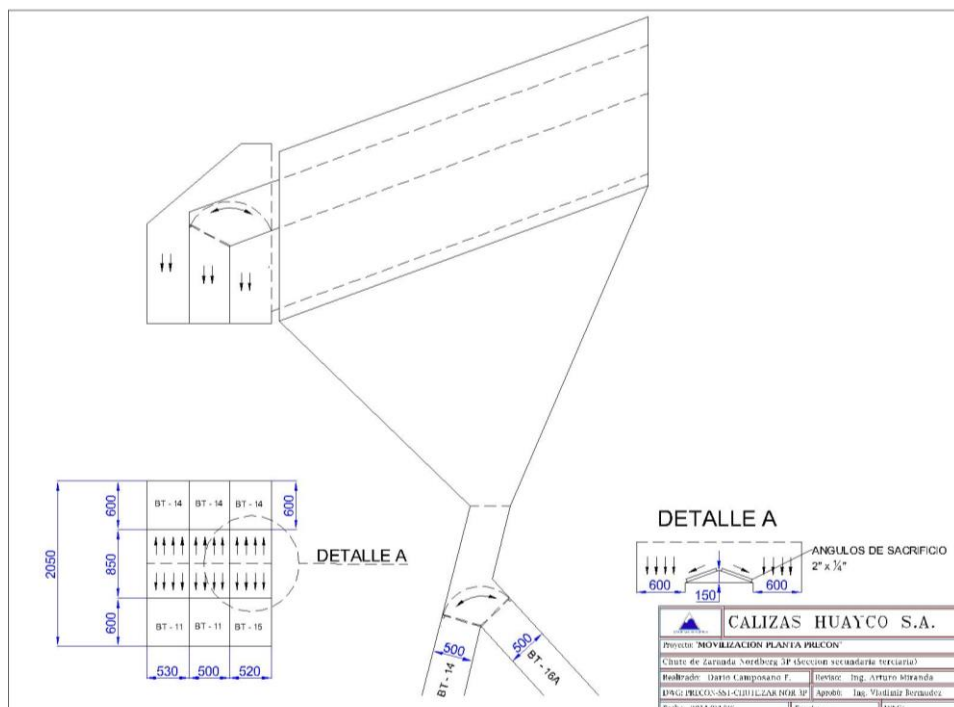 600
BT - 14 BT - 14 BT - 14
600
2050
850
DETALLE A
600
BT - 11 BT - 11 BT - 15
530 500 520
500
BT - 14
500
BT - 16A
DETALLE A
ANGULOS DE SACRIFICIO
2" x ¼"
600 600
150
CALIZAS HUAYCO S.A.
Proyecto: "MOVILIZACIÓN PLANTA PRECON"
Chute de Zaranda Nordberg 3P (Seccion secundaria terciaria)
Realizado: Dario Camposano F. Reviso: Ing. Arturo Miranda
Aprobó: Ing. Vladimir Bermudez